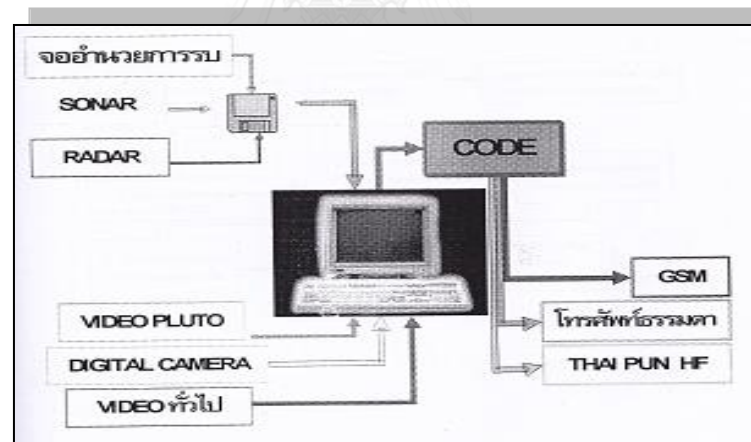 จออำนวยการรบ
SONAR
RADAR
CODE
GSM
โทรศัพท์ธรรมดา
THAI PUN HF
VIDEO PLUTO
DIGITAL CAMERA
VIDEO ทั่วไป